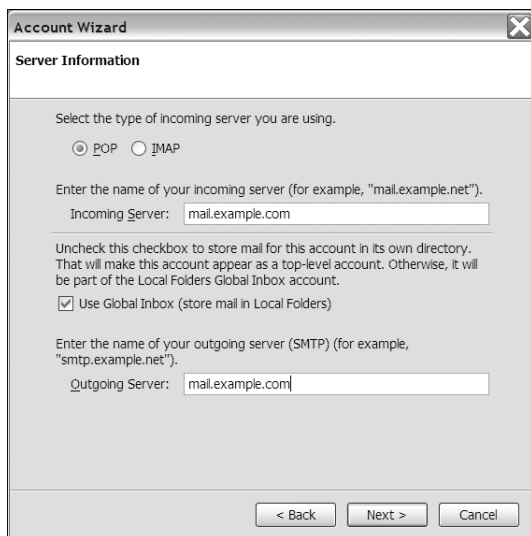 Account Wizard
Server Information
Select the type of incoming server you are using.
POP IMAP
Enter the name of your incoming server (for example, "mail.example.net").
Incoming Server: mail.example.com
Uncheck this checkbox to store mail for this account in its own directory.
That will make this account appear as a top-level account. Otherwise, it will
be part of the Local Folders Global Inbox account.
Use Global Inbox (store mail in Local Folders)
Enter the name of your outgoing server (SMTP) (for example,
"smtp.example.net").
Outgoing Server: mail.example.com
< Back Next > Cancel